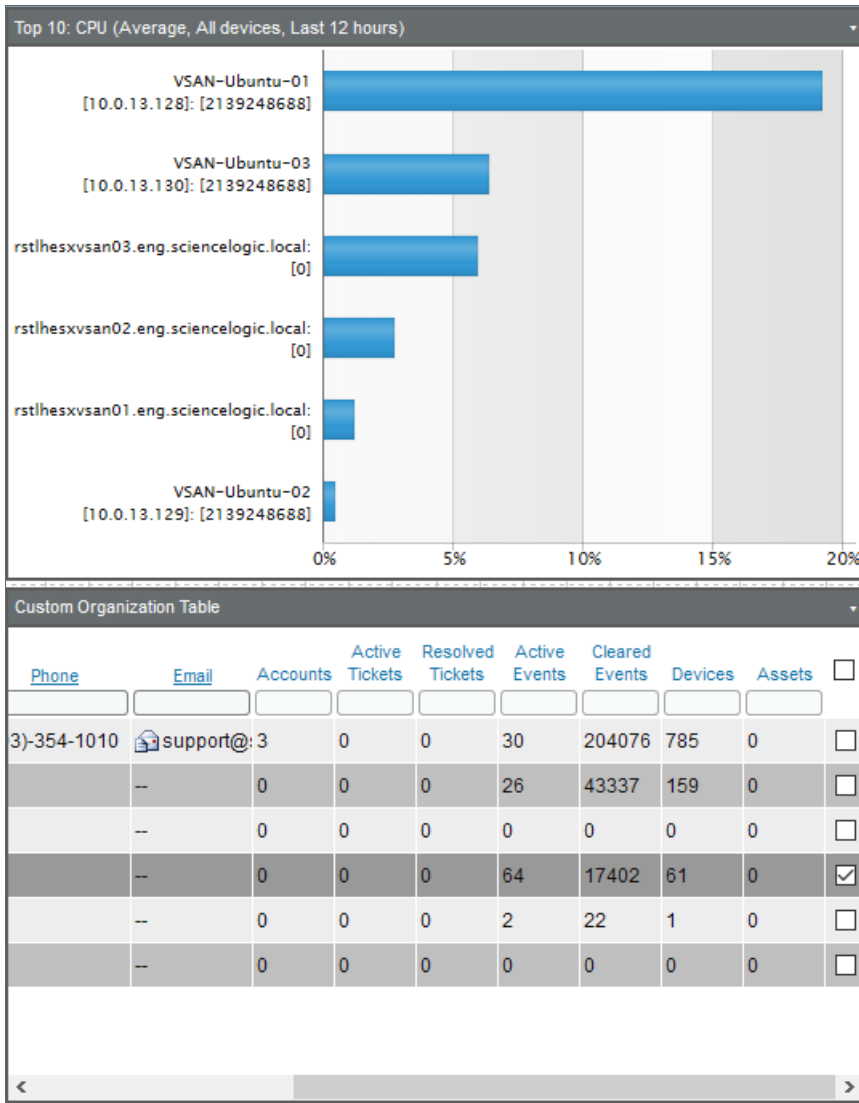 Top 10: CPU (Average, All devices, Last 12 hours)
VSAN-Ubuntu-01
[10.0.13.128]: [2139248688]
VSAN-Ubuntu-03
[10.0.13.130]: [2139248688]
rstlhesxvsan03.eng.sciencelogic.local:
[0]
rstlhesxvsan02.eng.sciencelogic.local:
[0]
rstlhesxvsan01.eng.sciencelogic.local:
[0]
VSAN-Ubuntu-02
[10.0.13.129]: [2139248688]
0% 5% 10% 15% 20%
Custom Organization Table
Phone Email Accounts Active Tickets Resolved Tickets Active Events Cleared Events Devices Assets
3)-354-1010 support@: 3 0 0 30 204076 785 0
-- 0 0 0 26 43337 159 0
-- 0 0 0 0 0 0 0
-- 0 0 0 64 17402 61 0
-- 0 0 0 2 22 1 0
-- 0 0 0 0 0 0 0